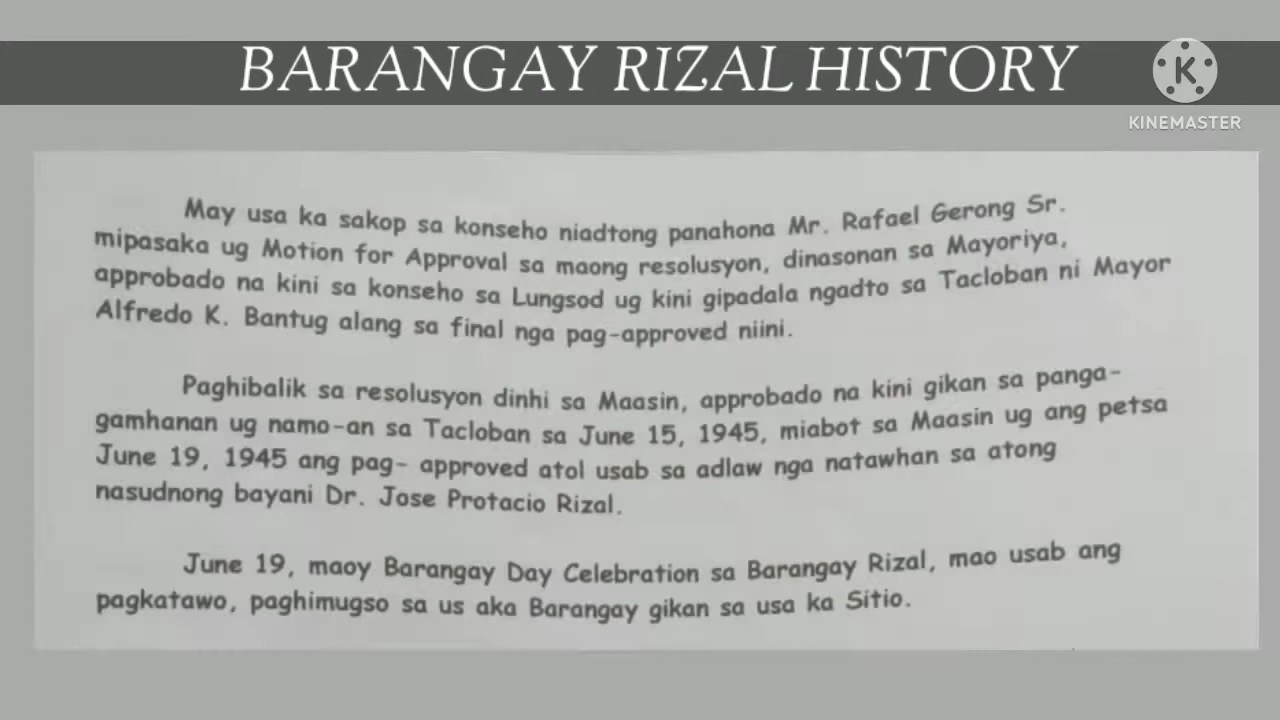 BARANGAY RIZAL HISTORY
KINEMASTER
May usa ka sakop sa konseho niadtong panahona Mr. Rafael Gerong Sr.
mipasaka ug Motion for Approval sa maong resolusyon, dinasonan sa Mayoriya,
approbado na kini sa konseho sa Lungsod ug kini gipadala ngadto sa Tacloban ni Mayor
Alfredo K. Bantug alang sa final nga pag-approved niini.
Paghibalik sa resolusyon dinhi sa Maasin, approbado na kini gikan sa panga-
gamhanan ug namo-an sa Tacloban sa June 15, 1945, miabot sa Maasin ug ang petsa
June 19, 1945 ang pag- approved atol usab sa adlaw nga natawhan sa atong
nasudnong bayani Dr. Jose Protacio Rizal.
June 19, maoy Barangay Day Celebration sa Barangay Rizal, mao usab ang
pagkatawo, paghimugso sa us aka Barangay gikan sa usa ka Sitio.